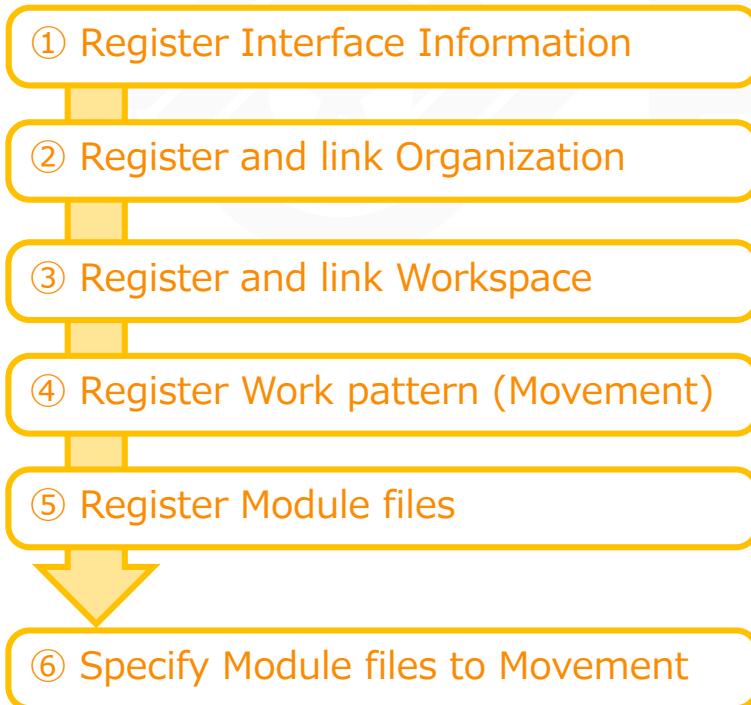 ① Register Interface Information
② Register and link Organization
③ Register and link Workspace
④ Register Work pattern (Movement)
⑤ Register Module files
⑥ Specify Module files to Movement